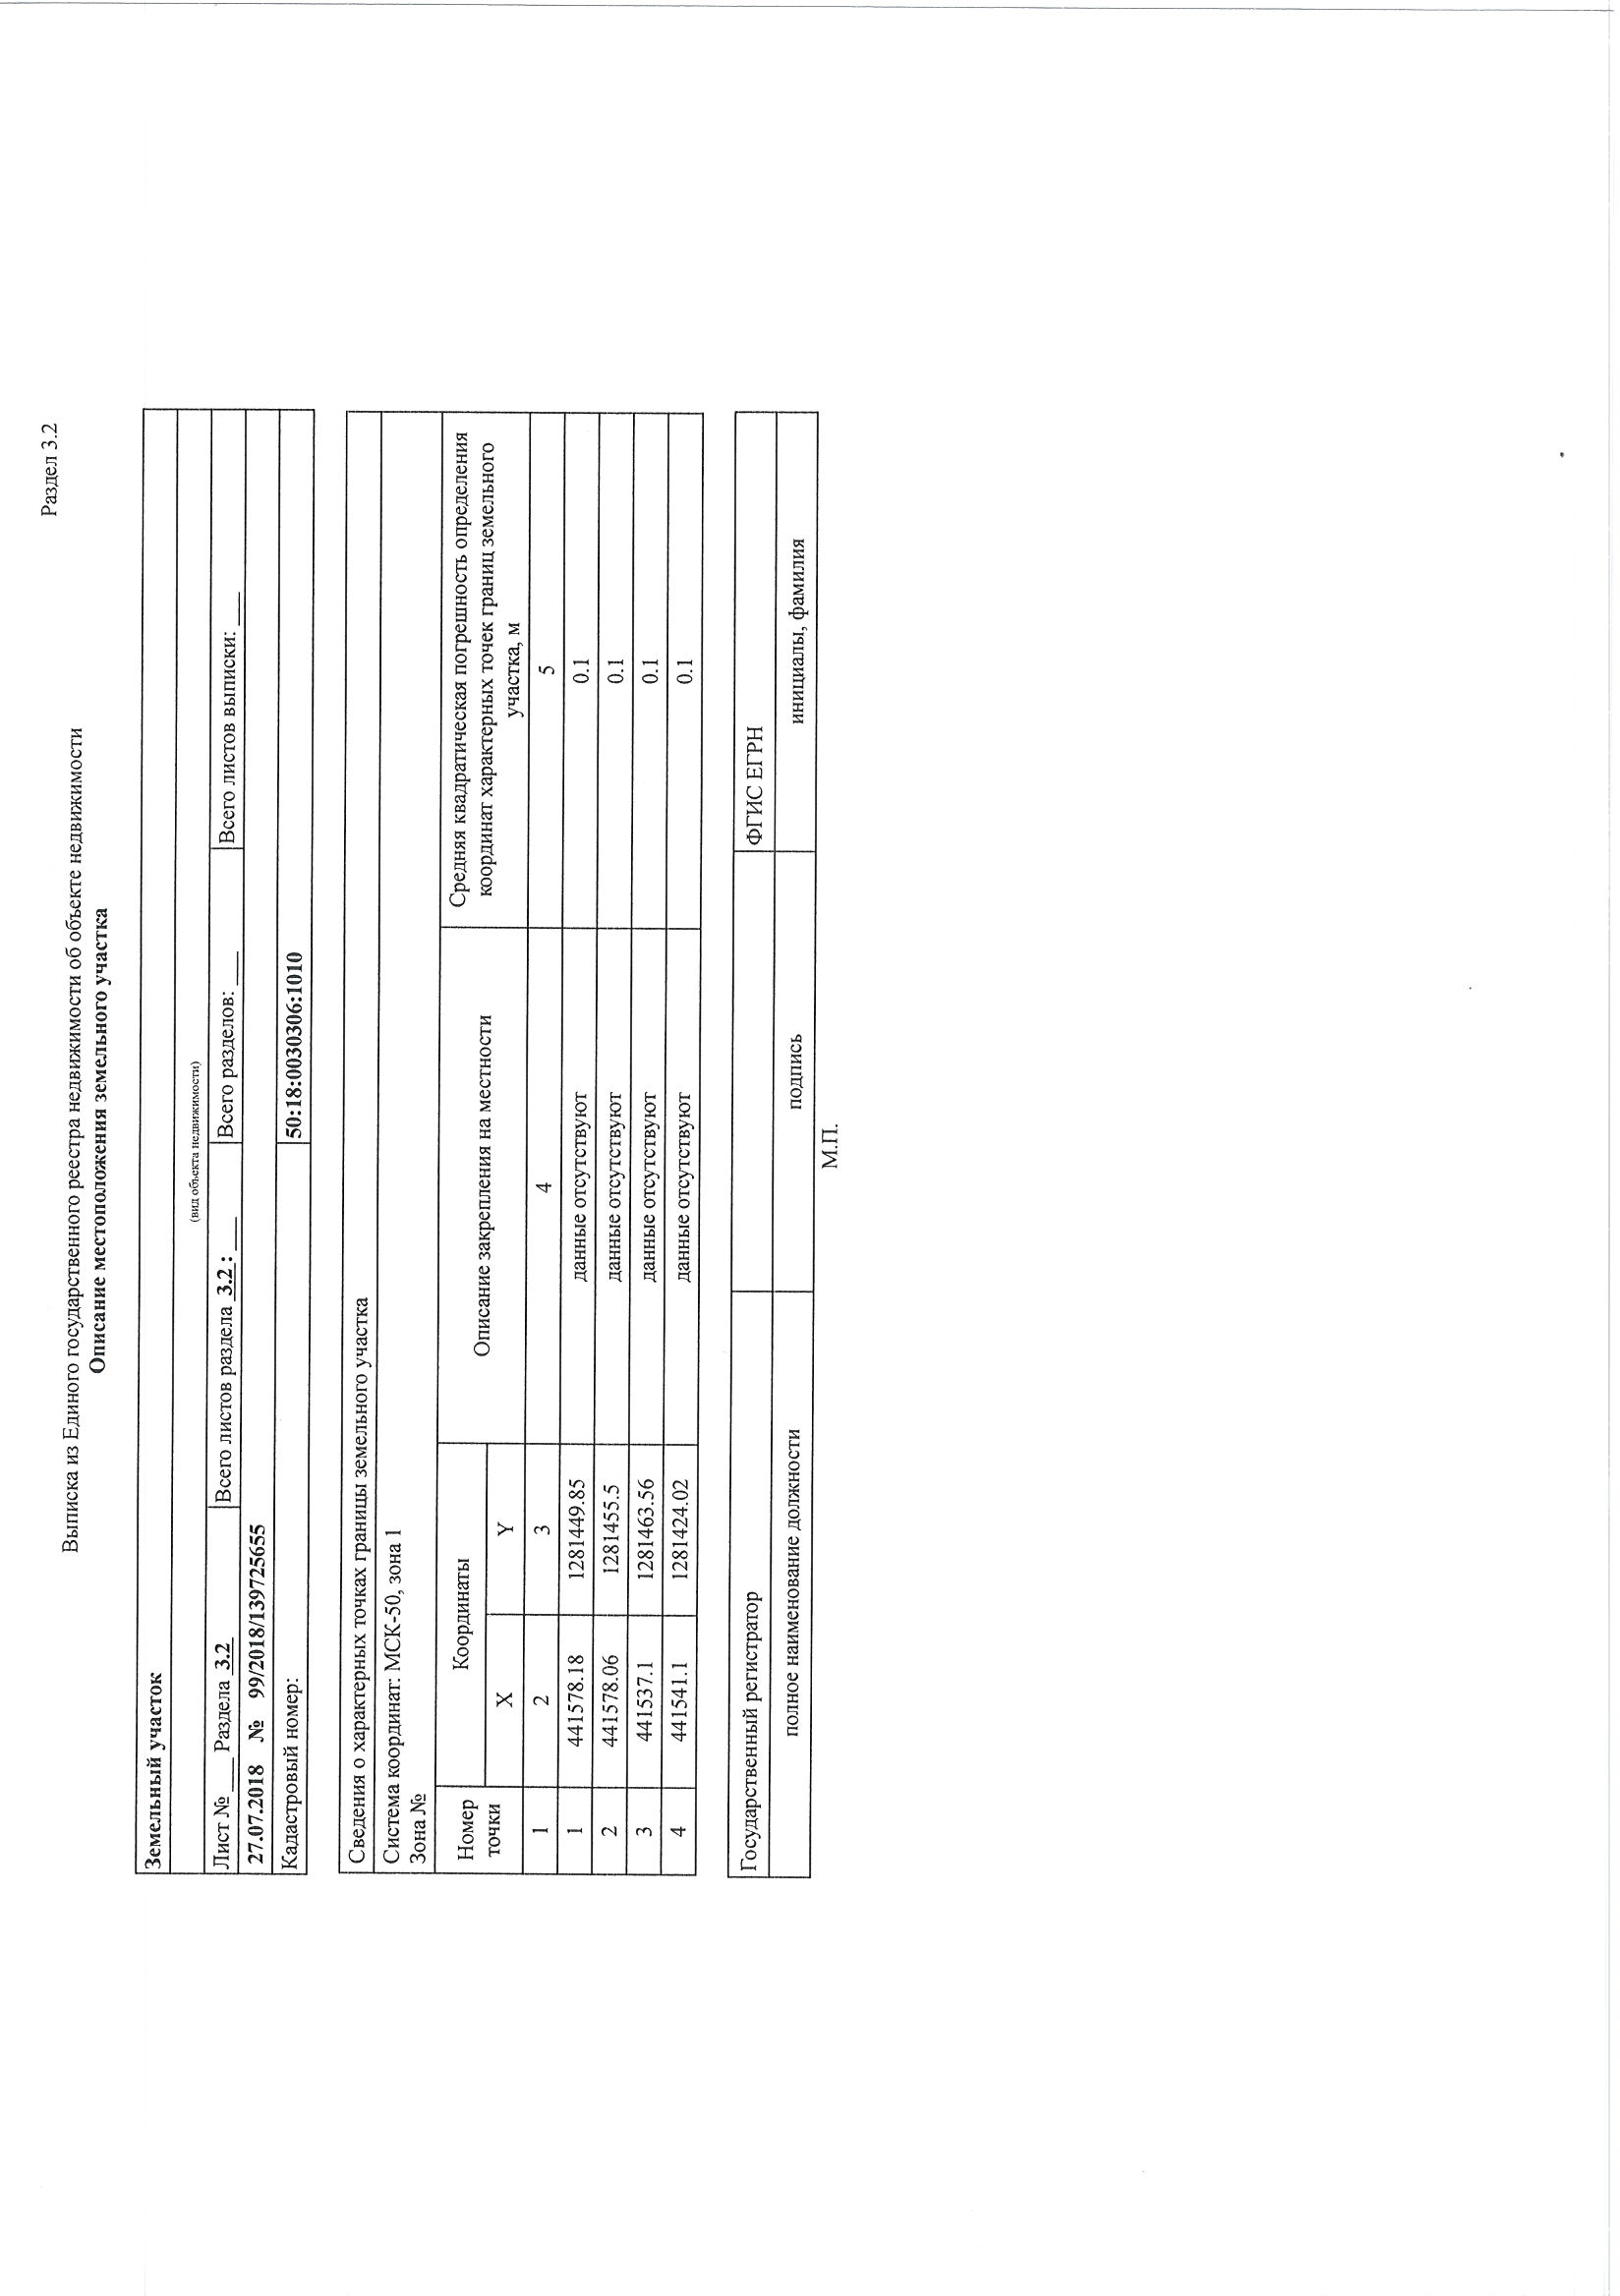 Раздел 3.2
Выписка из Единого государственного реестра недвижимости об объекте недвижимости
Описание местоположения земельного участка
Земельный участок
(вид объекта недвижимости)
Лист № ___ Раздела 3.2 Всего листов раздела 3.2 : ___ Всего разделов: ___ Всего листов выписки: ___
27.07.2018 № 99/2018/139725655
Кадастровый номер: 50:18:0030306:1010
Сведения о характерных точках границы земельного участка
Система координат: МСК-50, зона 1
Зона №
Номер точки Координаты Описание закрепления на местности Средняя квадратическая погрешность определения
координат характерных точек границ земельного
участка, м
X Y
1 2 3 4 5
1 441578.18 1281449.85 данные отсутствуют 0.1
2 441578.06 1281455.5 данные отсутствуют 0.1
3 441537.1 1281463.56 данные отсутствуют 0.1
4 441541.1 1281424.02 данные отсутствуют 0.1
Государственный регистратор ФГИС ЕГРН
полное наименование должности подпись инициалы, фамилия
М.П.